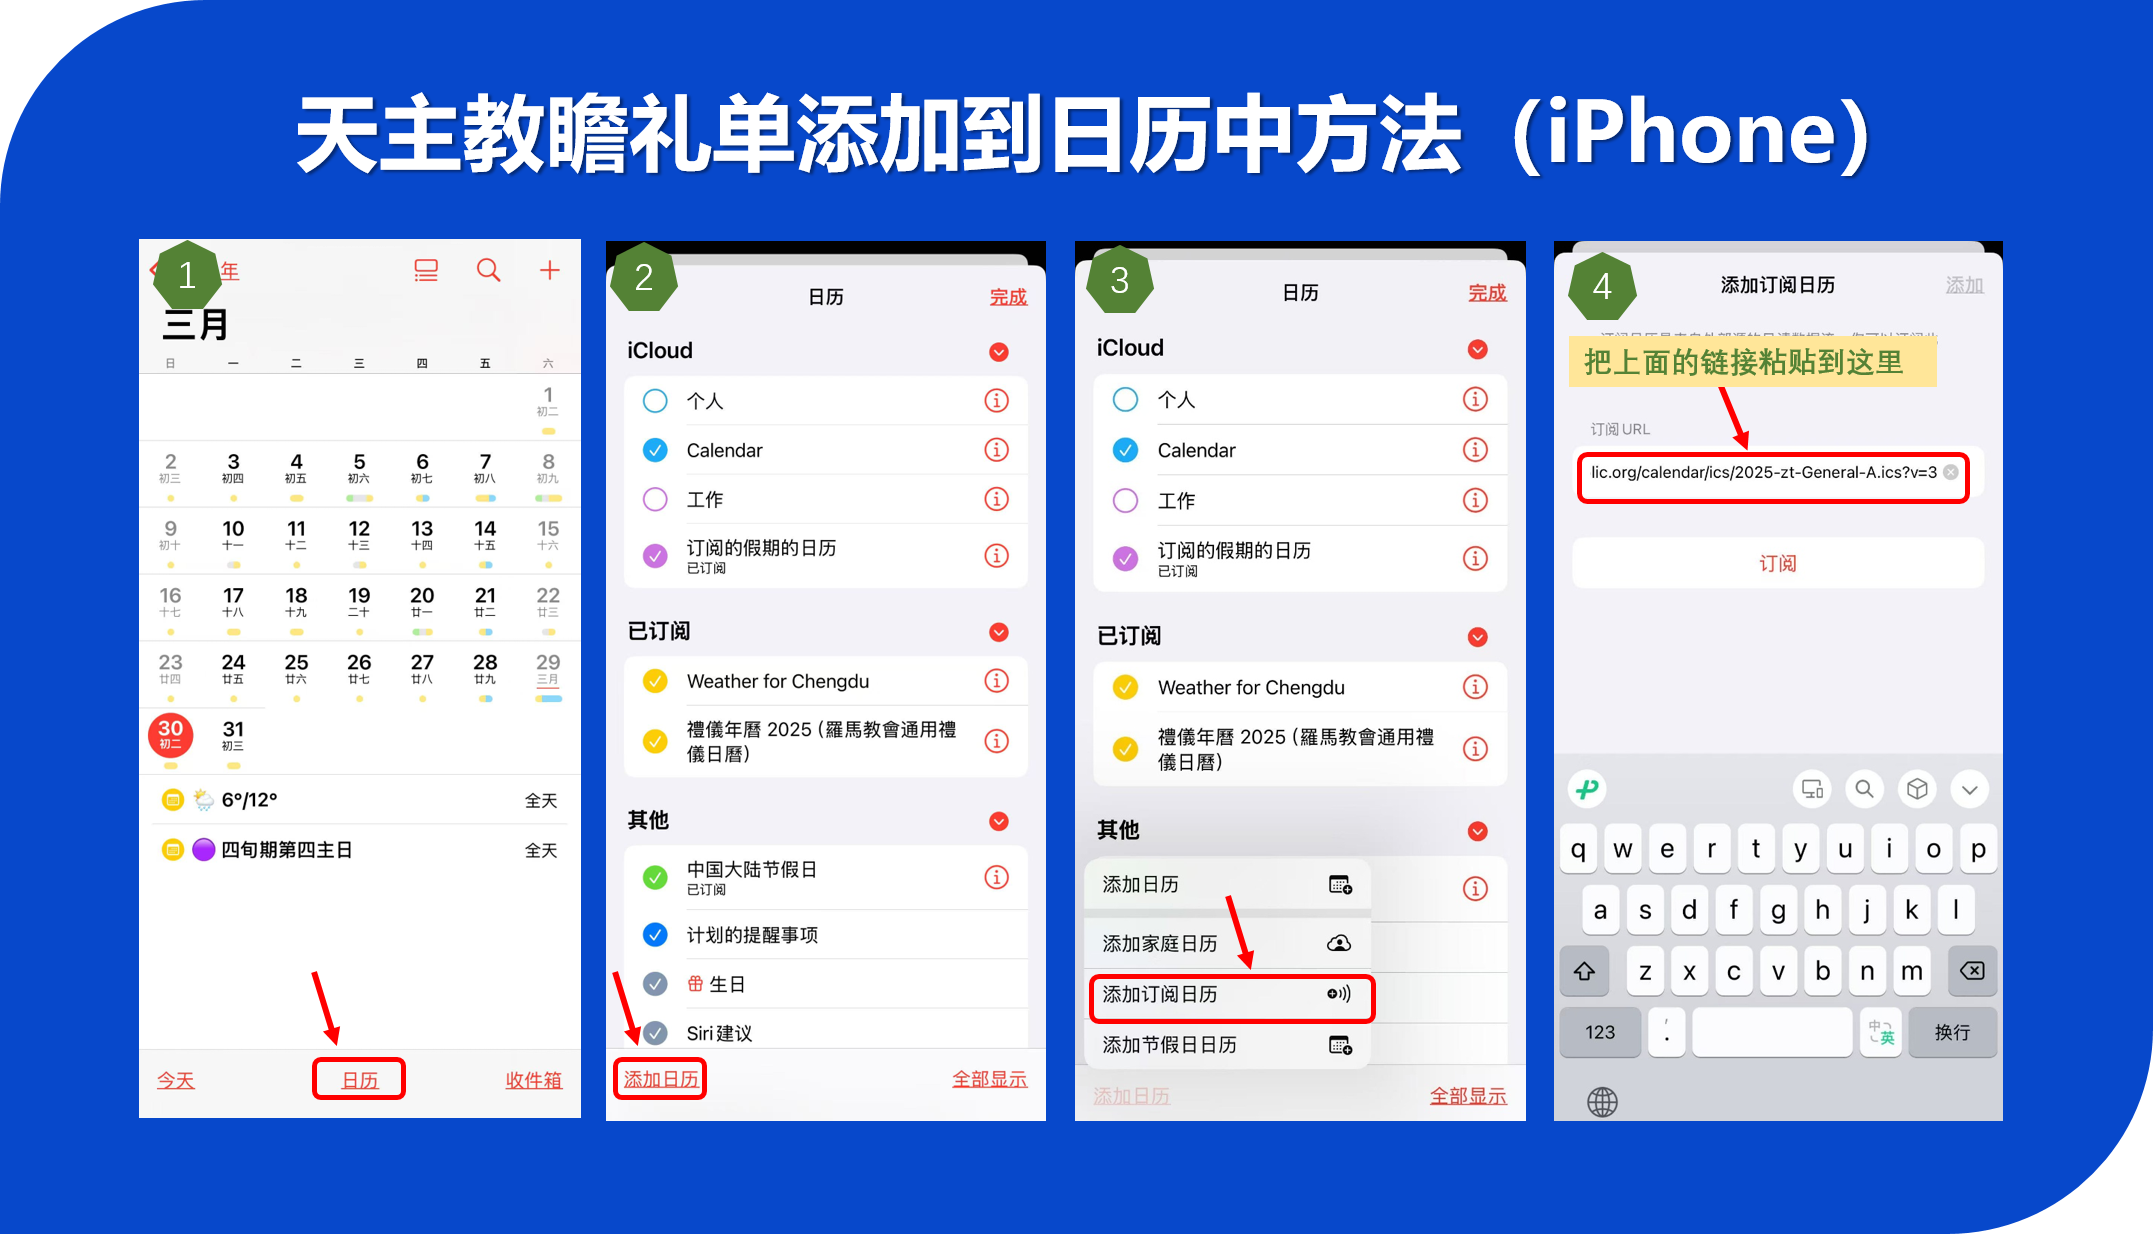 天主教瞻礼单添加到日历中方法（iPhone）
1
年
三月
日 一 二 三 四 五 六
1
初二
2 3 4 5 6 7 8
初三 初四 初五 初六 初七 初八 初九
9 10 11 12 13 14 15
初十 十一 十二 十三 十四 十五 十六
16 17 18 19 20 21 22
十七 十八 十九 二十 廿一 廿二 廿三
23 24 25 26 27 28 29
廿四 廿五 廿六 廿七 廿八 廿九 三月
30 31
初二 初三
6°/12° 全天
四旬期第四主日 全天
今天 日历 收件箱
2
日历 完成
iCloud
个人
Calendar
工作
订阅的假期的日历
已订阅
已订阅
Weather for Chengdu
禮儀年曆 2025 (羅馬教會通用禮
儀日曆)
其他
中国大陆节假日
已订阅
计划的提醒事项
生日
Siri建议
添加日历 全部显示
3
日历 完成
iCloud
个人
Calendar
工作
订阅的假期的日历
已订阅
已订阅
Weather for Chengdu
禮儀年曆 2025 (羅馬教會通用禮
儀日曆)
其他
添加日历
添加家庭日历
添加订阅日历
添加节假日日历
添加日历 全部显示
4
添加订阅日历 添加
把上面的链接粘贴到这里
订阅 URL
lic.org/calendar/ics/2025-zt-General-A.ics?v=3
订阅
q w e r t y u i o p
a s d f g h j k l
z x c v b n m
123 中 英 换行